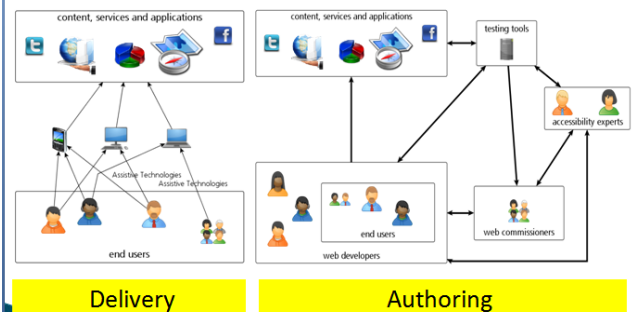 content, services and applications
t
f
Assistive Technologies
Assistive Technologies
end users
Delivery
content, services and applications
t
f
testing tools
accessibility experts
end users
web developers
web commissioners
Authoring